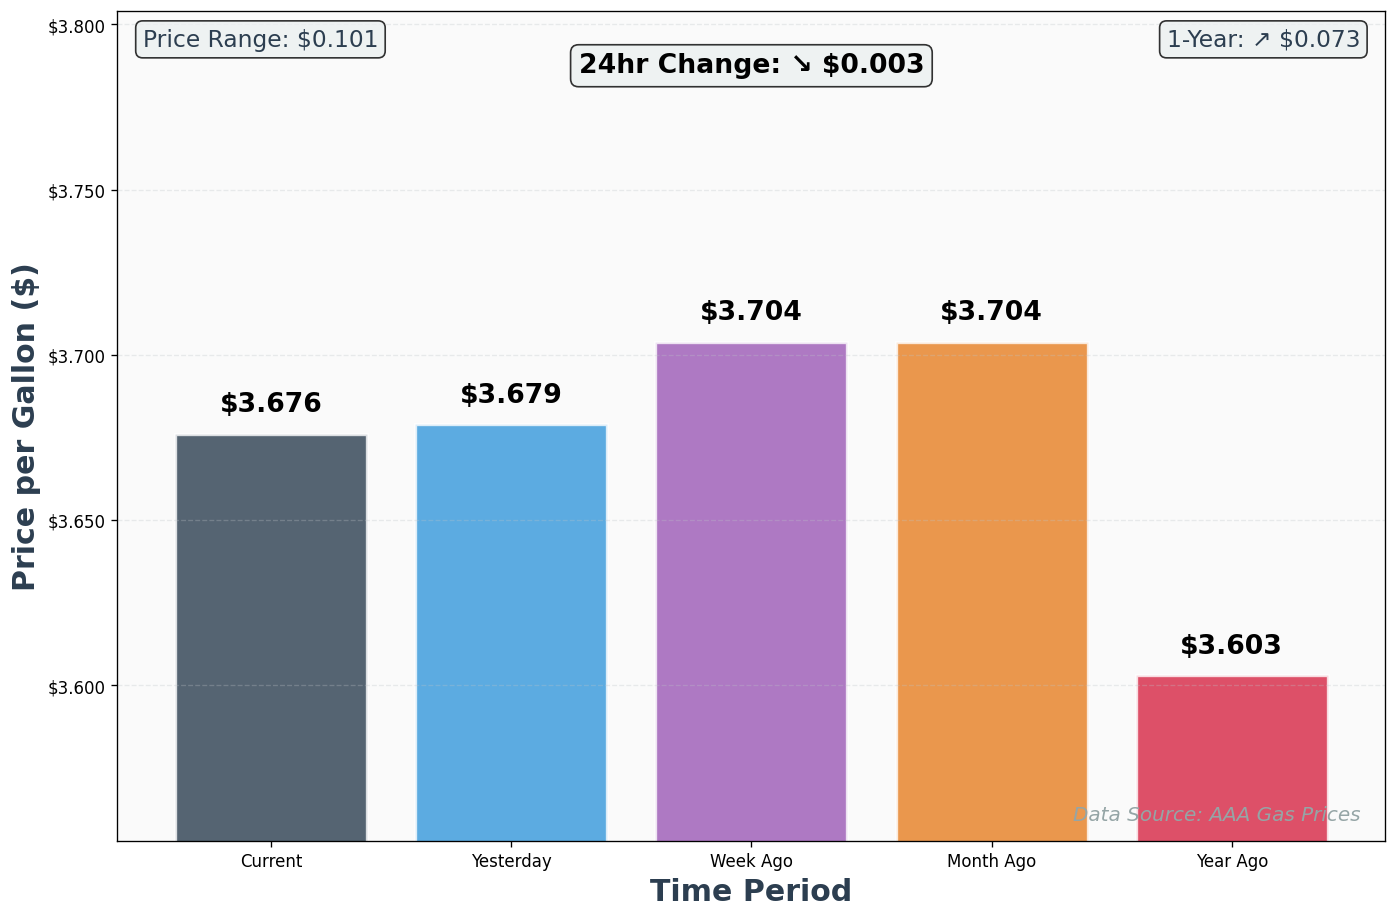 $3.800
Price Range: $0.101
1-Year: ↗ $0.073
24hr Change: ↘ $0.003
$3.750
$3.700
$3.650
$3.600
Price per Gallon ($)
$3.676
$3.679
$3.704
$3.704
$3.603
Data Source: AAA Gas Prices
Current
Yesterday
Week Ago
Month Ago
Year Ago
Time Period